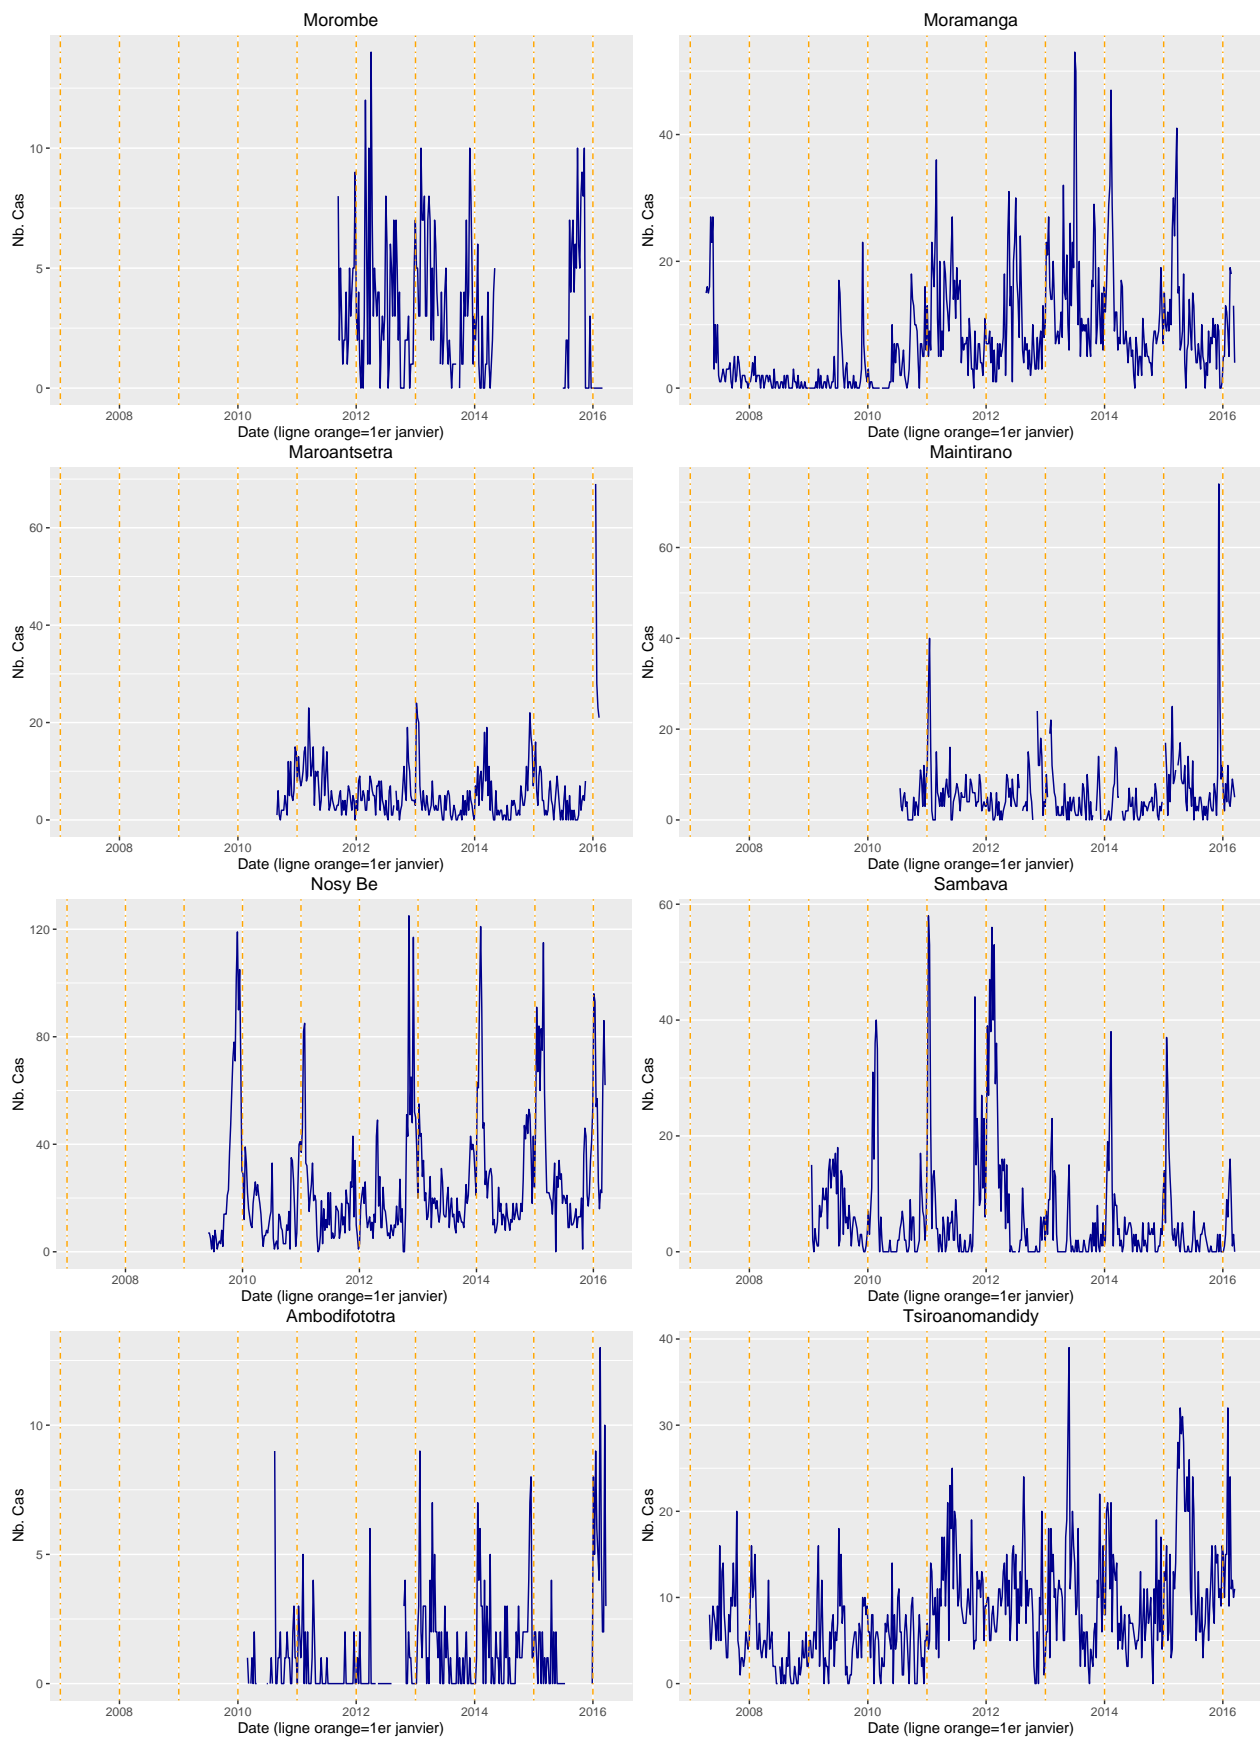 Morombe
Nb. Cas
10
5
0
2008 2010 2012 2014 2016
Date (ligne orange=1er janvier)
Moramanga
Nb. Cas
40
20
0
2008 2010 2012 2014 2016
Date (ligne orange=1er janvier)
Maroantsetra
Nb. Cas
60
40
20
0
2008 2010 2012 2014 2016
Date (ligne orange=1er janvier)
Maintirano
Nb. Cas
60
40
20
0
2008 2010 2012 2014 2016
Date (ligne orange=1er janvier)
Nosy Be
Nb. Cas
120
80
40
0
2008 2010 2012 2014 2016
Date (ligne orange=1er janvier)
Sambava
Nb. Cas
60
40
20
0
2008 2010 2012 2014 2016
Date (ligne orange=1er janvier)
Ambodifototra
Nb. Cas
10
5
0
2008 2010 2012 2014 2016
Date (ligne orange=1er janvier)
Tsiroanomandidy
Nb. Cas
40
30
20
10
0
2008 2010 2012 2014 2016
Date (ligne orange=1er janvier)